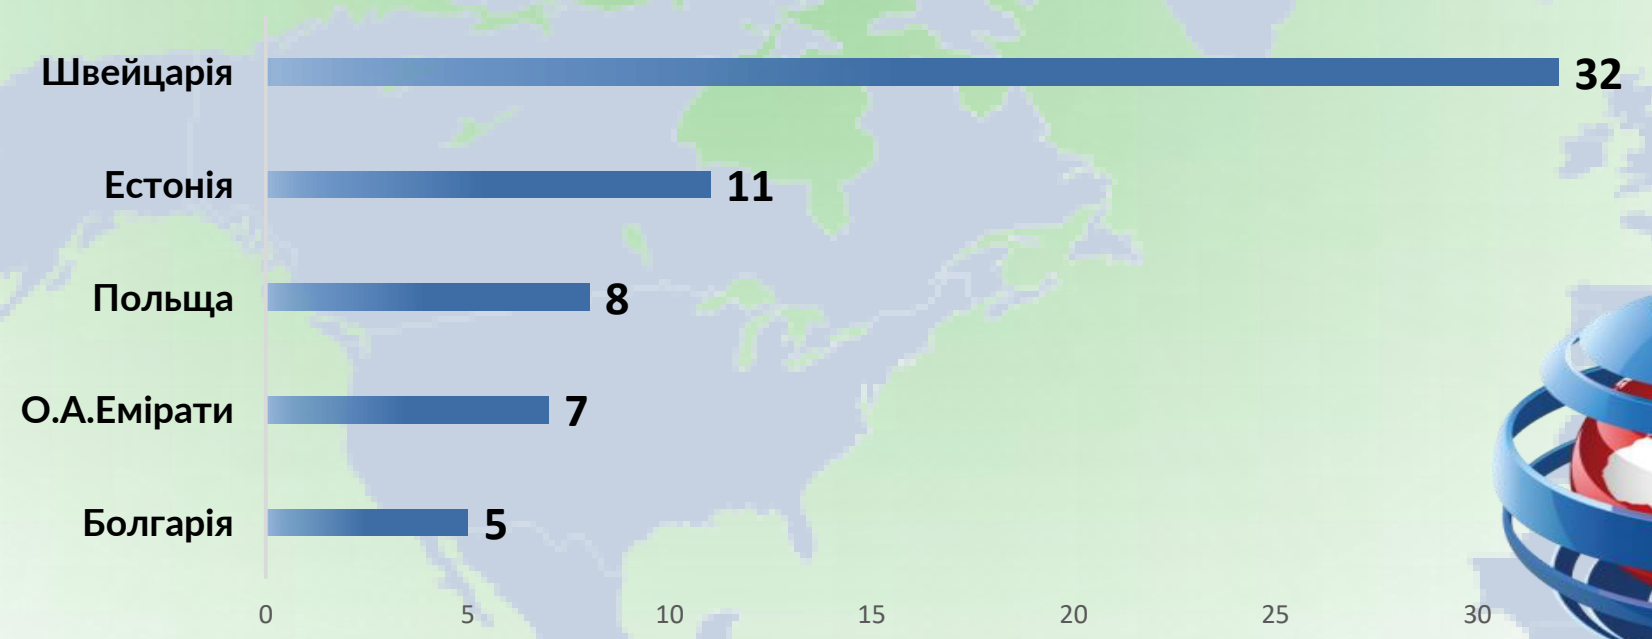 Швейцарія 32
Естонія 11
Польща 8
О.А.Емірати 7
Болгарія 5
0 5 10 15 20 25 30